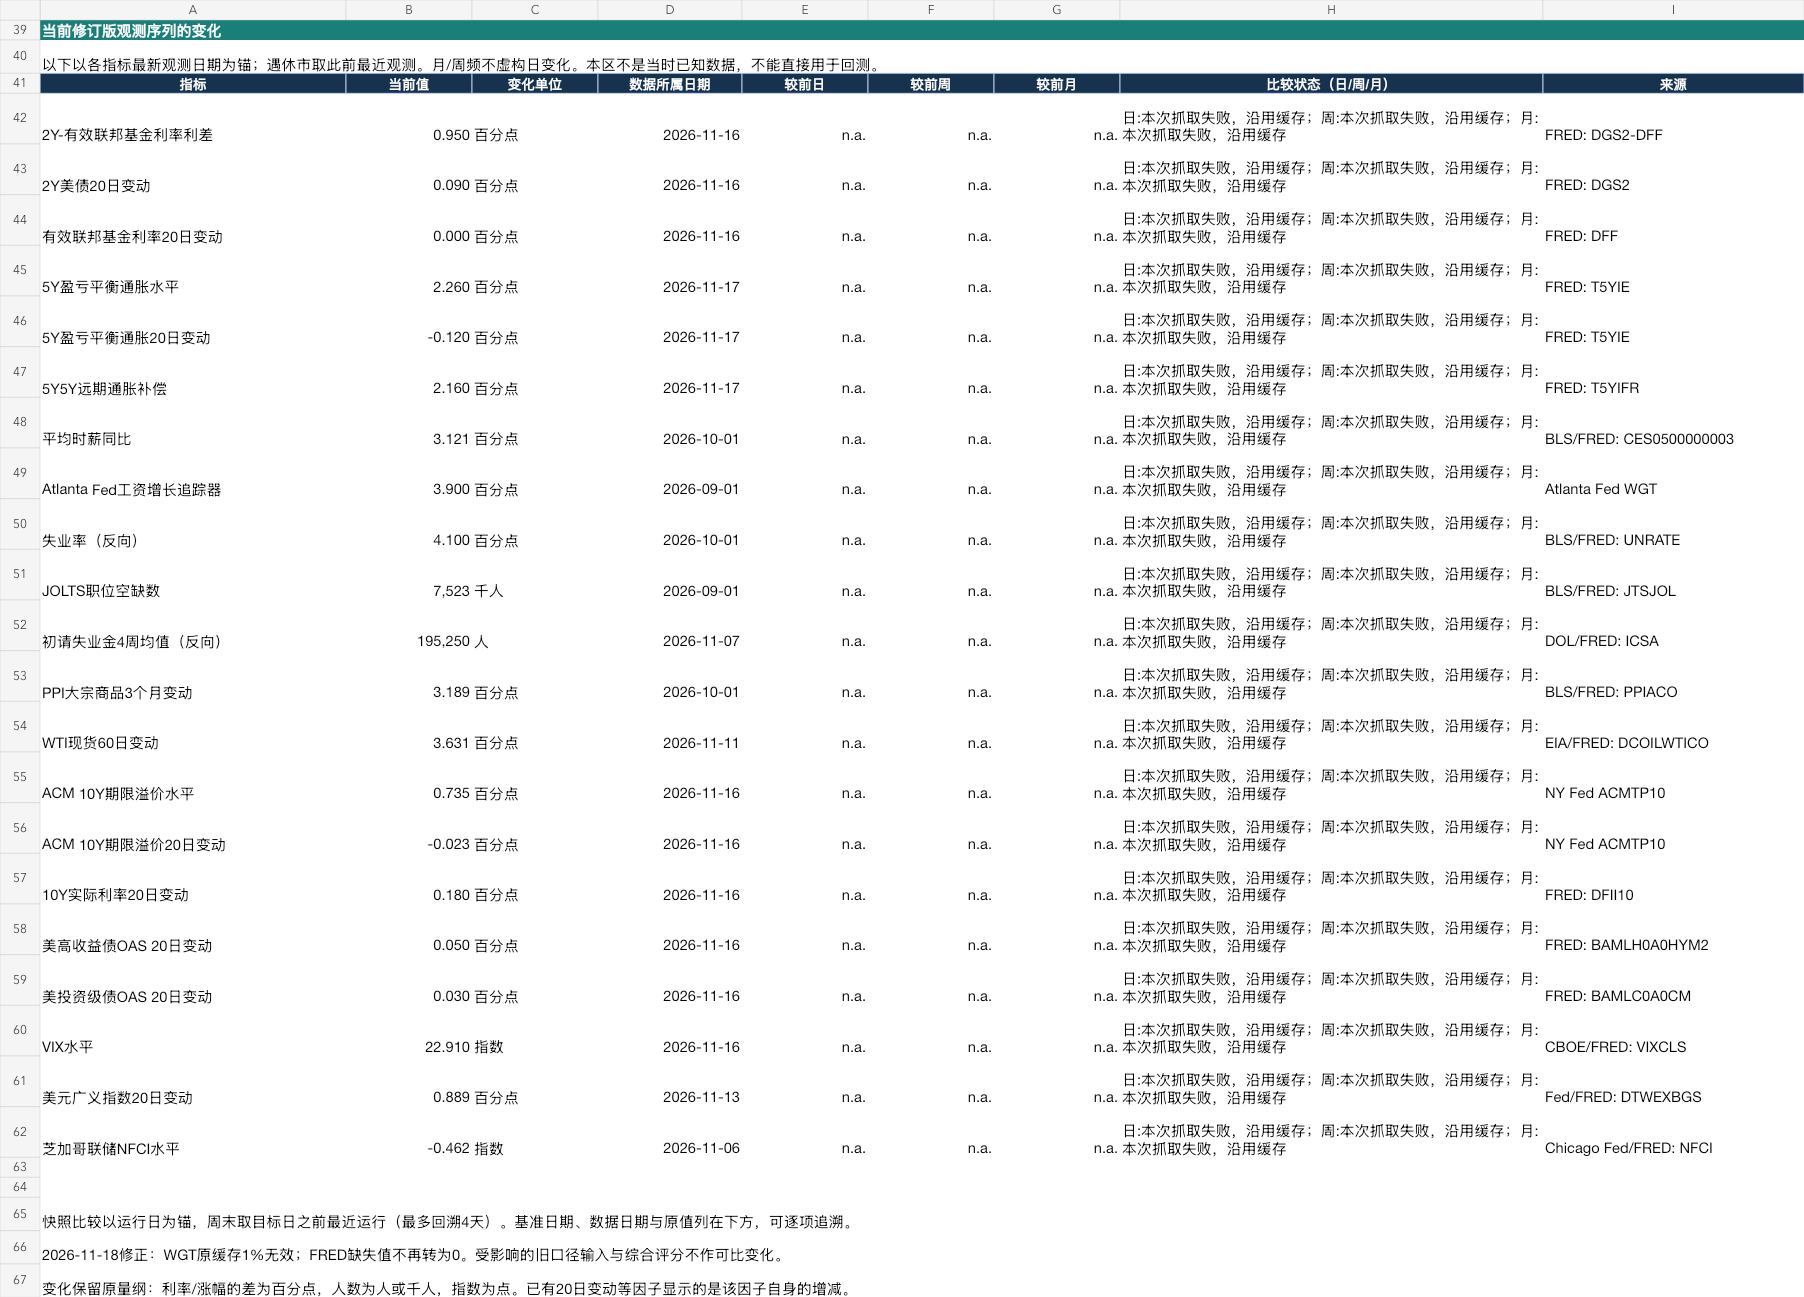 A B C D E F G H I
39 当前修订版观测序列的变化
40 以下以各指标最新观测日期为锚；遇休市取此前最近观测。月/周频不虚构日变化。本区不是当时已知数据，不能直接用于回测。
41 指标 当前值 变化单位 数据所属日期 较前日 较前周 较前月 比较状态（日/周/月） 来源
42 2Y-有效联邦基金利率利差 0.950 百分点 2026-11-16 n.a. n.a. n.a. 日:本次抓取失败，沿用缓存；周:本次抓取失败，沿用缓存；月:
本次抓取失败，沿用缓存 FRED: DGS2-DFF
43 2Y美债20日变动 0.090 百分点 2026-11-16 n.a. n.a. n.a. 日:本次抓取失败，沿用缓存；周:本次抓取失败，沿用缓存；月:
本次抓取失败，沿用缓存 FRED: DGS2
44 有效联邦基金利率20日变动 0.000 百分点 2026-11-16 n.a. n.a. n.a. 日:本次抓取失败，沿用缓存；周:本次抓取失败，沿用缓存；月:
本次抓取失败，沿用缓存 FRED: DFF
45 5Y盈亏平衡通胀水平 2.260 百分点 2026-11-17 n.a. n.a. n.a. 日:本次抓取失败，沿用缓存；周:本次抓取失败，沿用缓存；月:
本次抓取失败，沿用缓存 FRED: T5YIE
46 5Y盈亏平衡通胀20日变动 -0.120 百分点 2026-11-17 n.a. n.a. n.a. 日:本次抓取失败，沿用缓存；周:本次抓取失败，沿用缓存；月:
本次抓取失败，沿用缓存 FRED: T5YIE
47 5Y5Y远期通胀补偿 2.160 百分点 2026-11-17 n.a. n.a. n.a. 日:本次抓取失败，沿用缓存；周:本次抓取失败，沿用缓存；月:
本次抓取失败，沿用缓存 FRED: T5YIFR
48 平均时薪同比 3.121 百分点 2026-10-01 n.a. n.a. n.a. 日:本次抓取失败，沿用缓存；周:本次抓取失败，沿用缓存；月:
本次抓取失败，沿用缓存 BLS/FRED: CES0500000003
49 Atlanta Fed工资增长追踪器 3.900 百分点 2026-09-01 n.a. n.a. n.a. 日:本次抓取失败，沿用缓存；周:本次抓取失败，沿用缓存；月:
本次抓取失败，沿用缓存 Atlanta Fed WGT
50 失业率（反向） 4.100 百分点 2026-10-01 n.a. n.a. n.a. 日:本次抓取失败，沿用缓存；周:本次抓取失败，沿用缓存；月:
本次抓取失败，沿用缓存 BLS/FRED: UNRATE
51 JOLTS职位空缺数 7,523 千人 2026-09-01 n.a. n.a. n.a. 日:本次抓取失败，沿用缓存；周:本次抓取失败，沿用缓存；月:
本次抓取失败，沿用缓存 BLS/FRED: JTSJOL
52 初请失业金4周均值（反向） 195,250 人 2026-11-07 n.a. n.a. n.a. 日:本次抓取失败，沿用缓存；周:本次抓取失败，沿用缓存；月:
本次抓取失败，沿用缓存 DOL/FRED: ICSA
53 PPI大宗商品3个月变动 3.189 百分点 2026-10-01 n.a. n.a. n.a. 日:本次抓取失败，沿用缓存；周:本次抓取失败，沿用缓存；月:
本次抓取失败，沿用缓存 BLS/FRED: PPIACO
54 WTI现货60日变动 3.631 百分点 2026-11-11 n.a. n.a. n.a. 日:本次抓取失败，沿用缓存；周:本次抓取失败，沿用缓存；月:
本次抓取失败，沿用缓存 EIA/FRED: DCOILWTICO
55 ACM 10Y期限溢价水平 0.735 百分点 2026-11-16 n.a. n.a. n.a. 日:本次抓取失败，沿用缓存；周:本次抓取失败，沿用缓存；月:
本次抓取失败，沿用缓存 NY Fed ACMTP10
56 ACM 10Y期限溢价20日变动 -0.023 百分点 2026-11-16 n.a. n.a. n.a. 日:本次抓取失败，沿用缓存；周:本次抓取失败，沿用缓存；月:
本次抓取失败，沿用缓存 NY Fed ACMTP10
57 10Y实际利率20日变动 0.180 百分点 2026-11-16 n.a. n.a. n.a. 日:本次抓取失败，沿用缓存；周:本次抓取失败，沿用缓存；月:
本次抓取失败，沿用缓存 FRED: DFII10
58 美高收益债OAS 20日变动 0.050 百分点 2026-11-16 n.a. n.a. n.a. 日:本次抓取失败，沿用缓存；周:本次抓取失败，沿用缓存；月:
本次抓取失败，沿用缓存 FRED: BAMLH0A0HYM2
59 美投资级债OAS 20日变动 0.030 百分点 2026-11-16 n.a. n.a. n.a. 日:本次抓取失败，沿用缓存；周:本次抓取失败，沿用缓存；月:
本次抓取失败，沿用缓存 FRED: BAMLC0A0CM
60 VIX水平 22.910 指数 2026-11-16 n.a. n.a. n.a. 日:本次抓取失败，沿用缓存；周:本次抓取失败，沿用缓存；月:
本次抓取失败，沿用缓存 CBOE/FRED: VIXCLS
61 美元广义指数20日变动 0.889 百分点 2026-11-13 n.a. n.a. n.a. 日:本次抓取失败，沿用缓存；周:本次抓取失败，沿用缓存；月:
本次抓取失败，沿用缓存 Fed/FRED: DTWEXBGS
62 芝加哥联储NFCI水平 -0.462 指数 2026-11-06 n.a. n.a. n.a. 日:本次抓取失败，沿用缓存；周:本次抓取失败，沿用缓存；月:
本次抓取失败，沿用缓存 Chicago Fed/FRED: NFCI
63
64
65 快照比较以运行日为锚，周末取目标日之前最近运行（最多回溯4天）。基准日期、数据日期与原值列在下方，可逐项追溯。
66 2026-11-18修正：WGT原缓存1%无效；FRED缺失值不再转为0。受影响的旧口径输入与综合评分不作可比变化。
67 变化保留原量纲：利率/涨幅的差为百分点，人数为人或千人，指数为点。已有20日变动等因子显示的是该因子自身的增减。